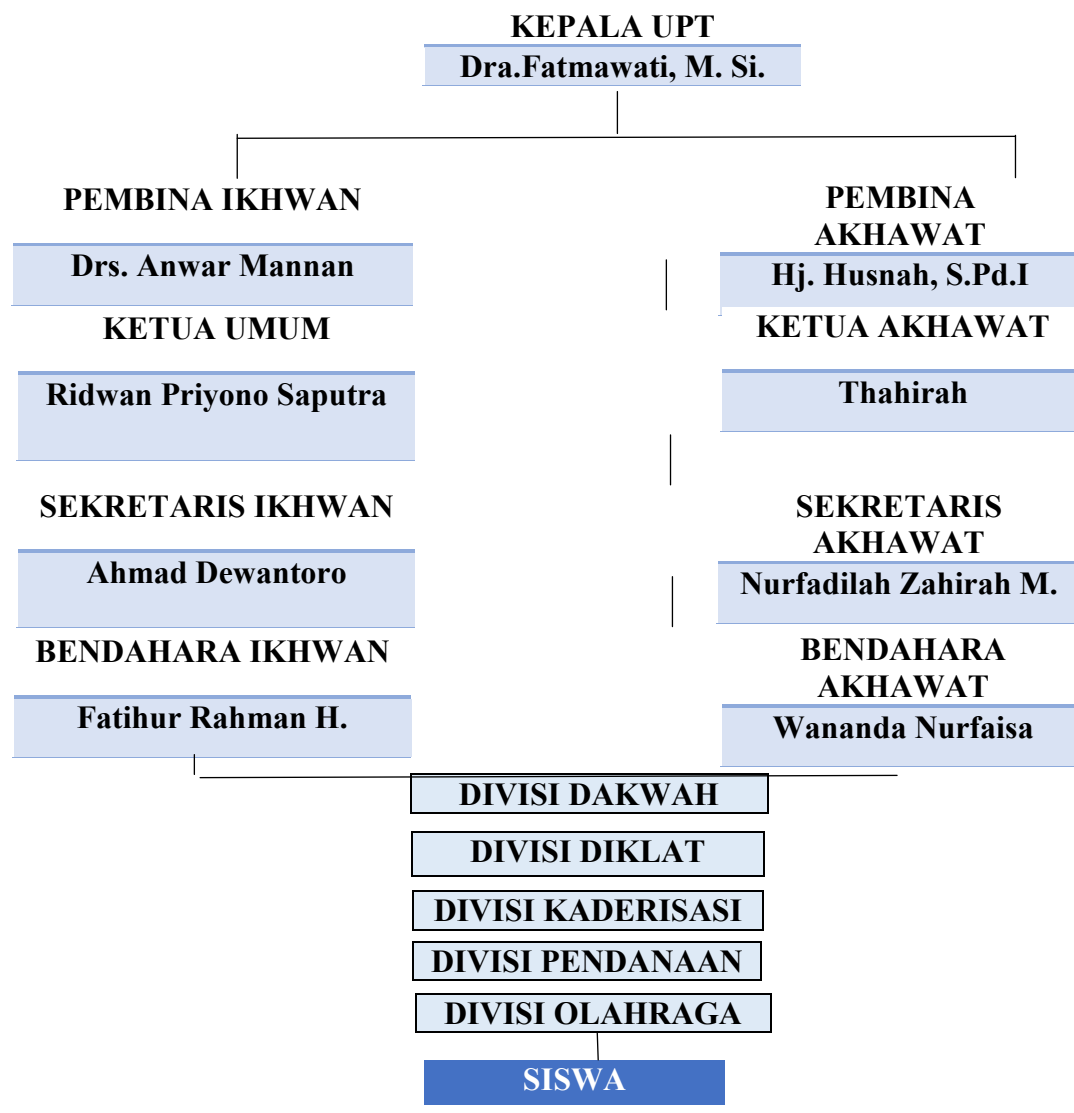 KEPALA UPT
Dra.Fatmawati, M. Si.
PEMBINA IKHWAN
Drs. Anwar Mannan
PEMBINA
AKHAWAT
Hj. Husnah, S.Pd.I
KETUA UMUM
Ridwan Priyono Saputra
KETUA AKHAWAT
Thahirah
SEKRETARIS IKHWAN
Ahmad Dewantoro
SEKRETARIS
AKHAWAT
Nurfadilah Zahirah M.
BENDAHARA IKHWAN
Fatihur Rahman H.
BENDAHARA
AKHAWAT
Wananda Nurfaisa
DIVISI DAKWAH
DIVISI DIKLAT
DIVISI KADERISASI
DIVISI PENDANAAN
DIVISI OLAHRAGA
SISWA